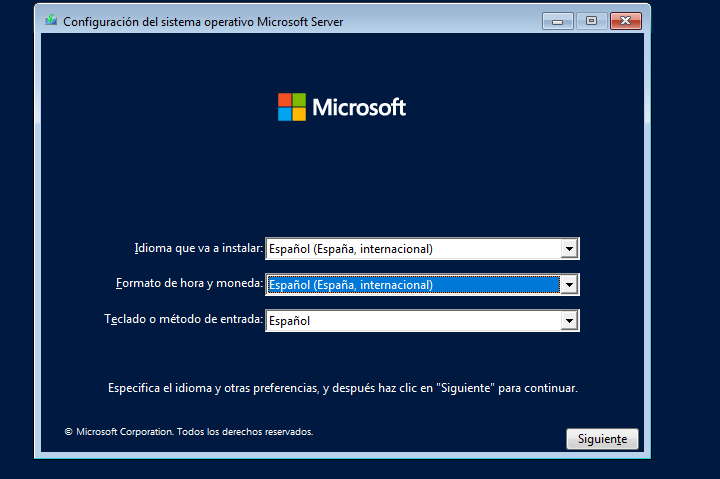 Configuración del sistema operativo Microsoft Server
Microsoft
Idioma que va a instalar: Español (España, internacional)
Formato de hora y moneda: Español (España, internacional)
Teclado o método de entrada: Español
Especifica el idioma y otras preferencias, y después haz clic en "Siguiente" para continuar.
© Microsoft Corporation. Todos los derechos reservados.
Siguiente